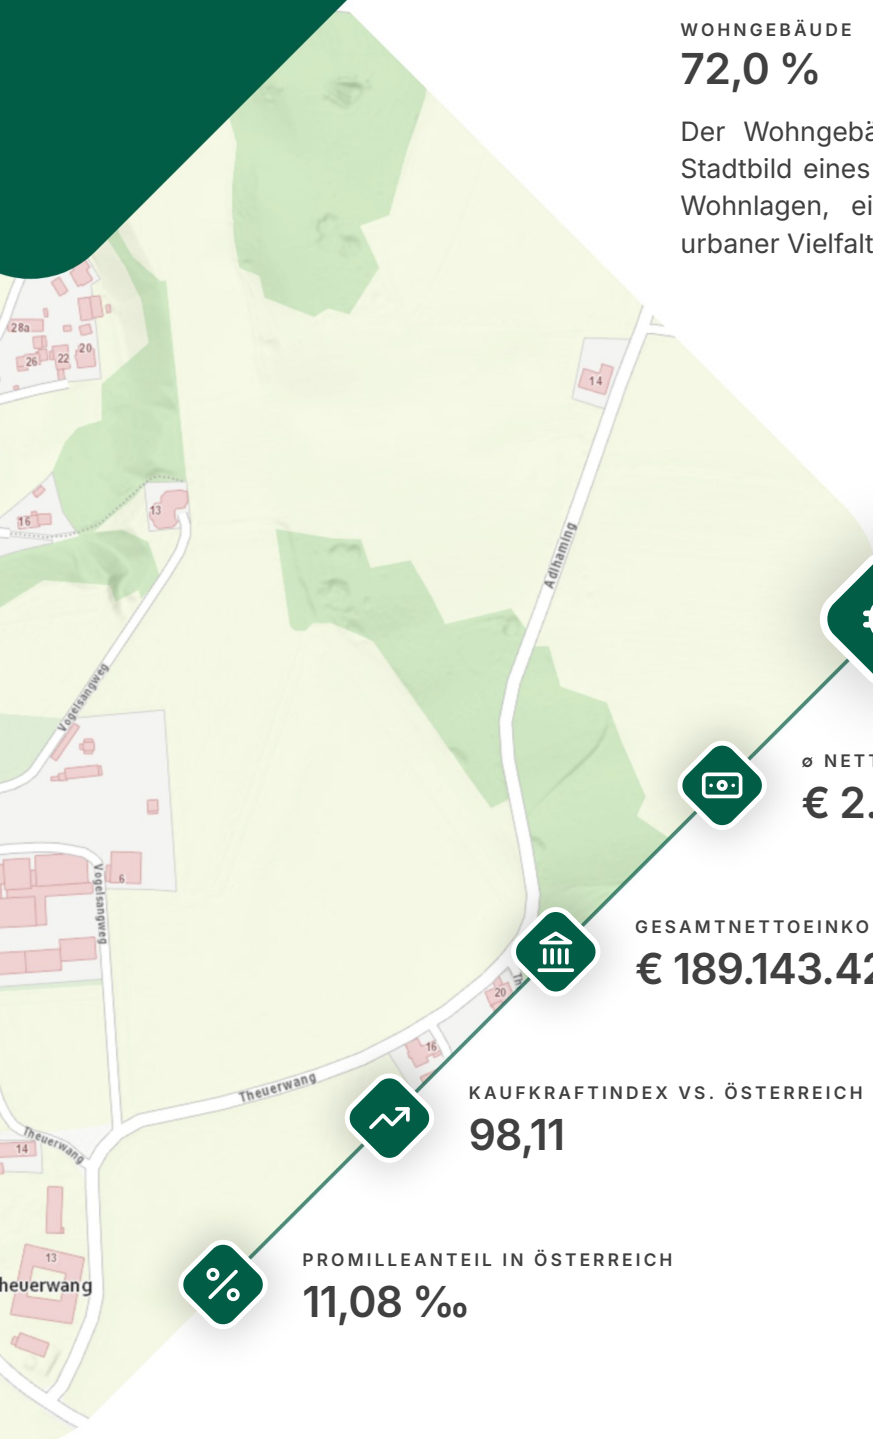 WOHNGEBÄUDE
72,0 %
Der Wohngebä
Stadtbild eines
Wohnlagen, ei
urbaner Vielfalt
28a
20
22
26
14
16
13
Adlhaming
Vogelsangweg
6
Vogelsangweg
ø NETT
€ 2.
GESAMTNETTOEINKO
€ 189.143.42
20
Th
16
Theuerwang
KAUFKRAFTINDEX VS. ÖSTERREICH
98,11
Theuerwang
14
13
heuerwang
PROMILLEANTEIL IN ÖSTERREICH
11,08 ‰